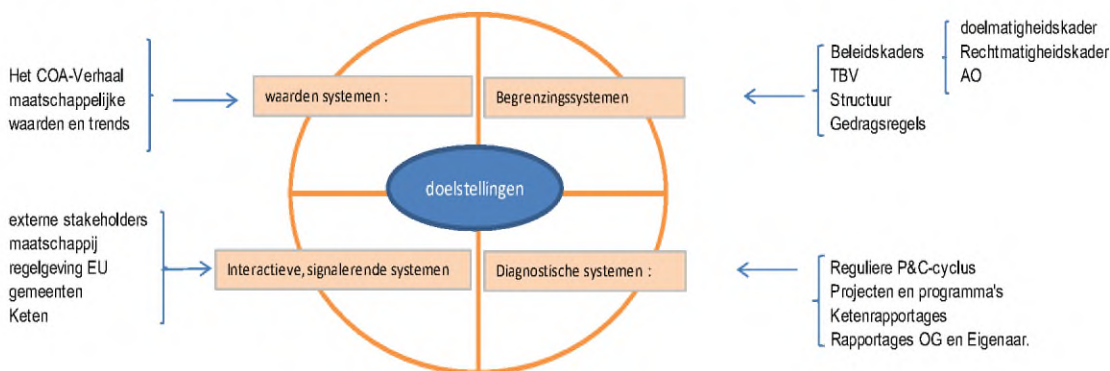 Het COA-Verhaal
maatschappelijke
waarden en trends
waarden systemen :
Begrenzingssystemen
Beleidskaders
TBV
Structuur
Gedragsregels
doelmatigheidskader
Rechtmatigheidskader
AO
doelstellingen
externe stakeholders
maatschappij
regelgeving EU
gemeenten
Keten
Interactieve, signalerende systemen
Diagnostische systemen :
Reguliere P&C-cyclus
Projecten en programma's
Ketenrapportages
Rapportages OG en Eigenaar.